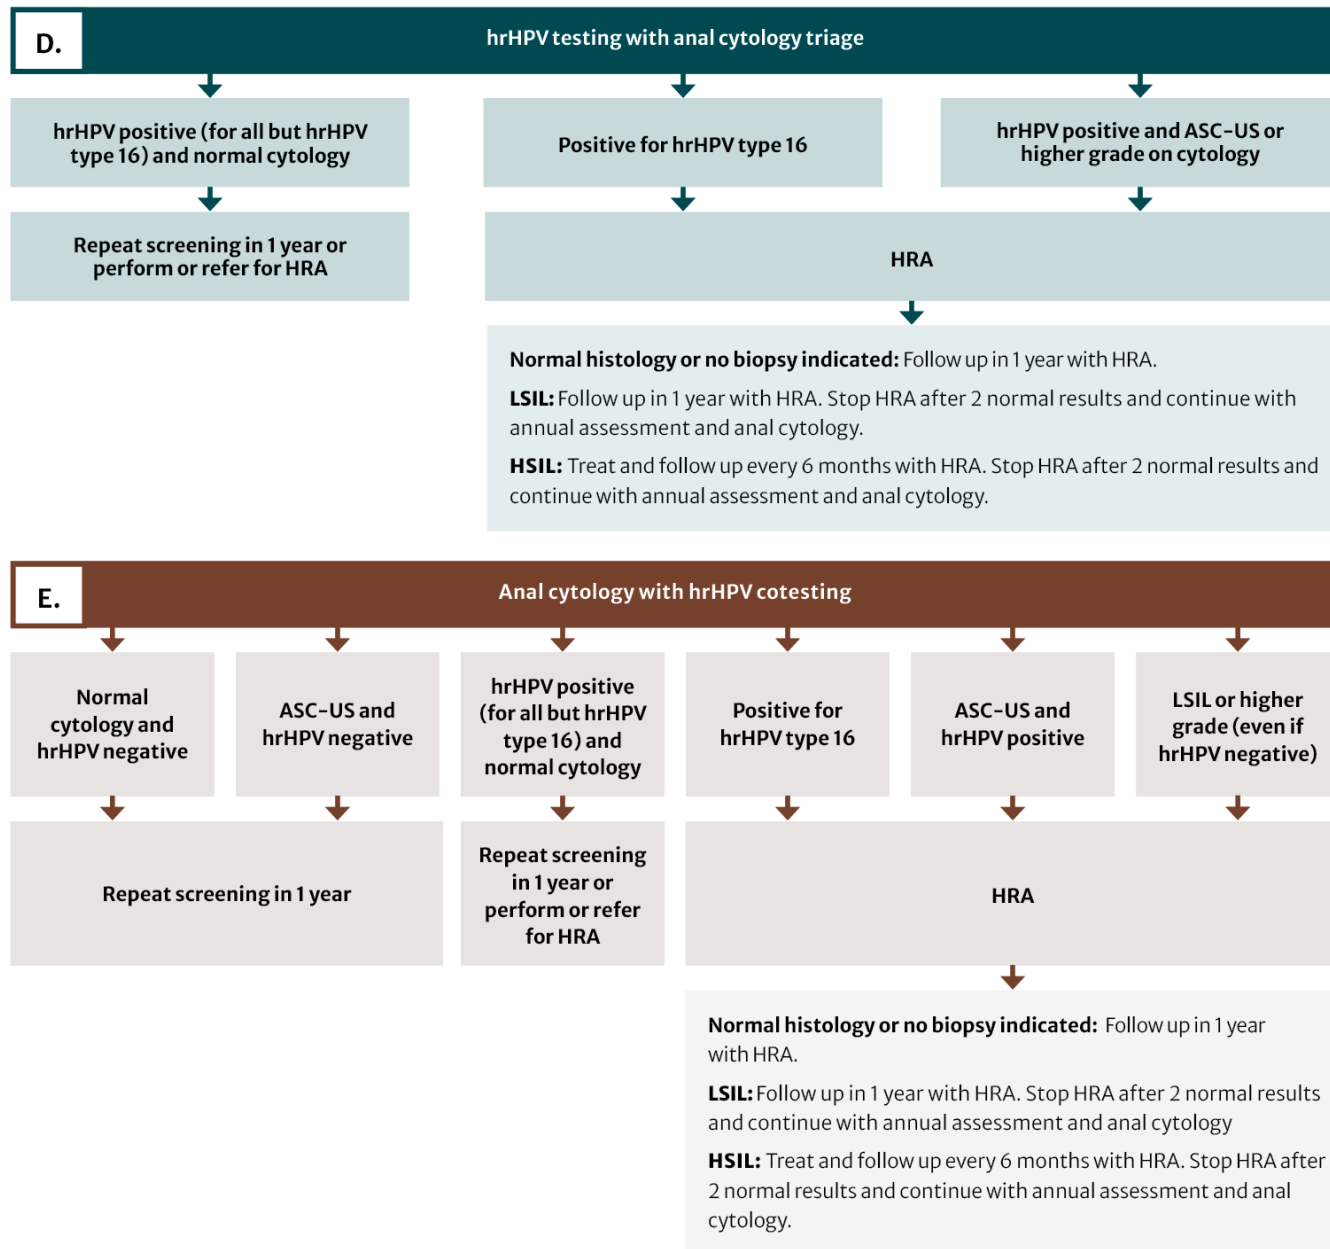 D.
hrHPV testing with anal cytology triage
hrHPV positive (for all but hrHPV
type 16) and normal cytology
Positive for hrHPV type 16
hrHPV positive and ASC-US or
higher grade on cytology
Repeat screening in 1 year or
perform or refer for HRA
HRA
Normal histology or no biopsy indicated: Follow up in 1 year with HRA.
LSIL: Follow up in 1 year with HRA. Stop HRA after 2 normal results and continue with
annual assessment and anal cytology.
HSIL: Treat and follow up every 6 months with HRA. Stop HRA after 2 normal results and
continue with annual assessment and anal cytology.
E.
Anal cytology with hrHPV cotesting
Normal
cytology and
hrHPV negative
ASC-US and
hrHPV negative
hrHPV positive
(for all but hrHPV
type 16) and
normal cytology
Positive for
hrHPV type 16
ASC-US and
hrHPV positive
LSIL or higher
grade (even if
hrHPV negative)
Repeat screening in 1 year
Repeat screening
in 1 year or
perform or refer
for HRA
HRA
Normal histology or no biopsy indicated: Follow up in 1 year
with HRA.
LSIL: Follow up in 1 year with HRA. Stop HRA after 2 normal results
and continue with annual assessment and anal cytology
HSIL: Treat and follow up every 6 months with HRA. Stop HRA after
2 normal results and continue with annual assessment and anal
cytology.